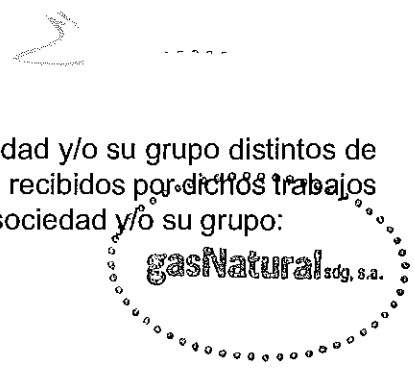 dad y/o su grupo distintos de
recibidos por dichos trabajos
sociedad y/o su grupo:
gasNatural sdg, s.a.